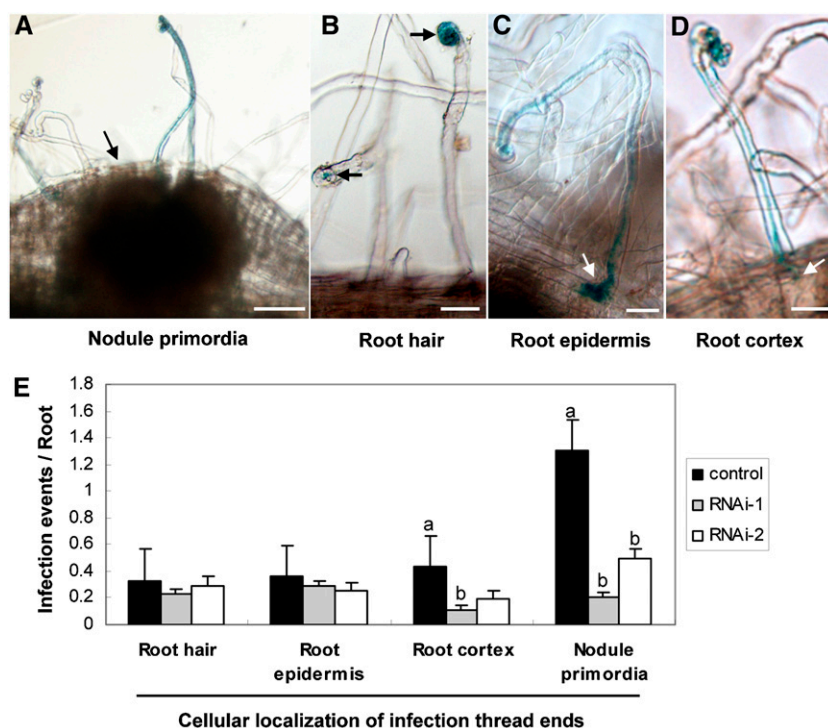 A
B
C
D
Nodule primordia
Root hair
Root epidermis
Root cortex
E
Infection events / Root
1.8
1.6
1.4
1.2
1
0.8
0.6
0.4
0.2
0
a
b
a
b
b
control
RNAi-1
RNAi-2
Root hair
Root
epidermis
Root cortex
Nodule
primordia
Cellular localization of infection thread ends